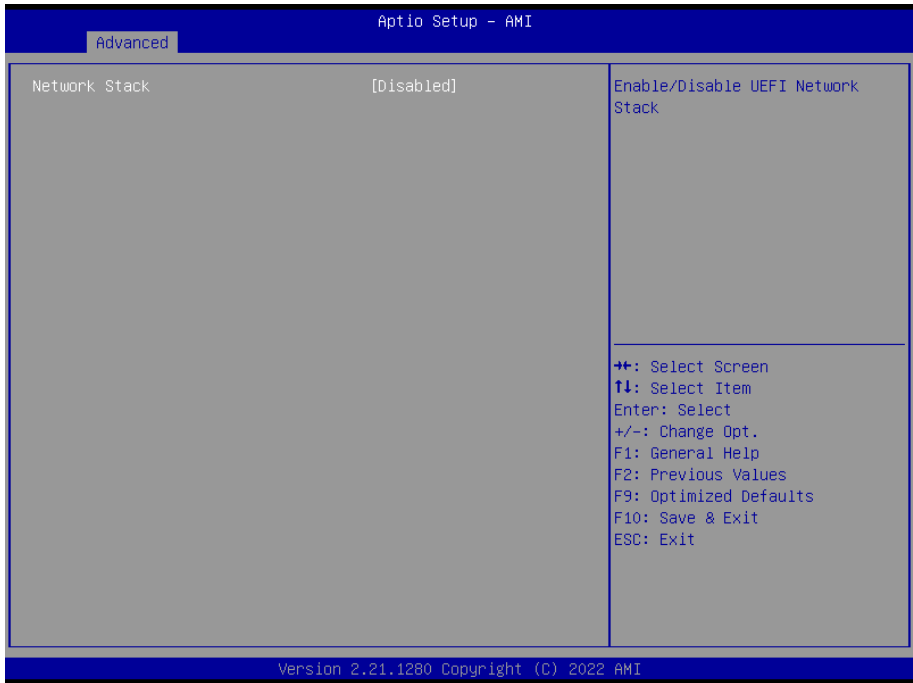 Aptio Setup – AMI
Advanced
Network Stack [Disabled]
Enable/Disable UEFI Network
Stack
→←: Select Screen
↑↓: Select Item
Enter: Select
+/-: Change Opt.
F1: General Help
F2: Previous Values
F9: Optimized Defaults
F10: Save & Exit
ESC: Exit
Version 2.21.1280 Copyright (C) 2022 AMI